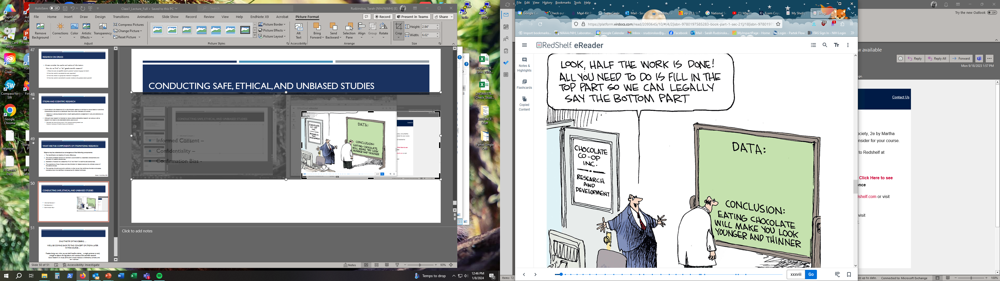 GraphPad Prism 9
Access Card Utility
Adobe Creati...
Compass for SW
Google Chrome
IT Service Desk
AutoSave Off
Class1_Lecture_Full • Saved to this PC
Search
Rudzinskas, Sarah (NIH/NIMH) [E]
File Home Insert Draw Design Transitions Animations Slide Show Record Review View Help EndNote X9 Acrobat Picture Format
Record
Present in Teams
Share
Remove Background
Corrections
Color
Artistic Effects
Transparency
Compress Pictures
Change Picture
Reset Picture
Adjust
Picture Styles
Picture Border
Picture Effects
Picture Layout
Alt Text
Accessibility
Bring Forward
Send Backward
Selection Pane
Align
Group
Rotate
Arrange
Crop
Height: 2.94"
Width: 6.02"
Size
47
RESEARCH ON DRUGS
48
STIGMA AND SCIENTIFIC RESEARCH
49
WHAT ARE THE COMPONENTS OF STIGMATIZING RESEARCH
50
CONDUCTING SAFE, ETHICAL, AND UNBIASED STUDIES
51
ONLY THE TIP OF THE ICEBERG ...
WE'LL BE COMING BACK TO THIS CONCEPT OF STIGMA LATER
IN THE COURSE...
CONDUCTING SAFE, ETHICAL, AND UNBIASED STUDIES
Informed Consent –
Confidentiality –
Confirmation Bias -
CHOCOLATE
CO-OP
INC.
RESEARCH
AND
DEVELOPMENT
DATA:
CONCLUSION:
EATING CHOCOLATE
WILL MAKE YOU LOOK
YOUNGER AND THINNER
Click to add notes
Slide 50 of 51
Accessibility: Investigate
Notes
93%
Temps to drop
12:46 PM
1/8/2024
helix
putty
LNGMASTE...
Lines_NIM...
LNGMASTE...
Check_Stud...
ADJUNCT Stuff
Partek Single Cell
File Edit View History Bookmarks Tools Help
Google Cal
Check out
Meal-Kit P
SuperCircle
Mail - Sara
Workday a
ep. 213: S
National S
(1) Why C
Exam Cop
My Shelf
Drugs
https://platform.virdocs.com/read/2093645/10/#/4/2[isbn-9780197585283-book-part-1-sec-21]/18[isbn-978019
Import bookmarks...
NIAAA/NIH, Laborator...
Google Calendar
Inbox - srudzinskas@g...
Facebook
Mail - Sarah Rudzinska...
MyImpactPage - Home
Login - Partek Flow
ITAS Sign In - NIH Login
RedShelf eReader
Notes & Highlights
Flashcards
Copied Content
LOOK, HALF THE WORK IS DONE!
ALL YOU NEED TO DO IS FILL IN THE
TOP PART SO WE CAN LEGALLY
SAY THE BOTTOM PART
CHOCOLATE
CO-OP
INC.
RESEARCH
AND
DEVELOPMENT
DATA:
CONCLUSION:
EATING CHOCOLATE
WILL MAKE YOU LOOK
YOUNGER AND THINNER
xxxviii
Go
Items: 72
Try the new Outlook Off
w available
Reply
Reply All
Forward
Mon 9/18/2023 1:57 PM
Contact Us
ociety, 2e by Martha
nsider for your course.
to Redshelf at
Click Here to see
once
dshelf.com or visit
visit
re up to date.
Connected to: Microsoft Exchange
100%